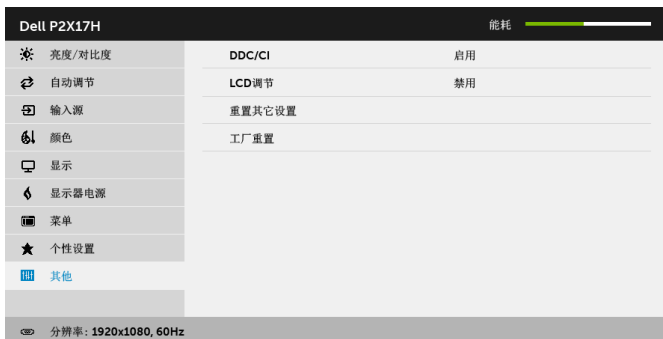 Dell P2X17H 能耗
亮度/对比度 DDC/CI 启用
自动调节 LCD调节 禁用
输入源 重置其它设置
颜色 工厂重置
显示
显示器电源
菜单
个性设置
其他
分辨率: 1920x1080, 60Hz